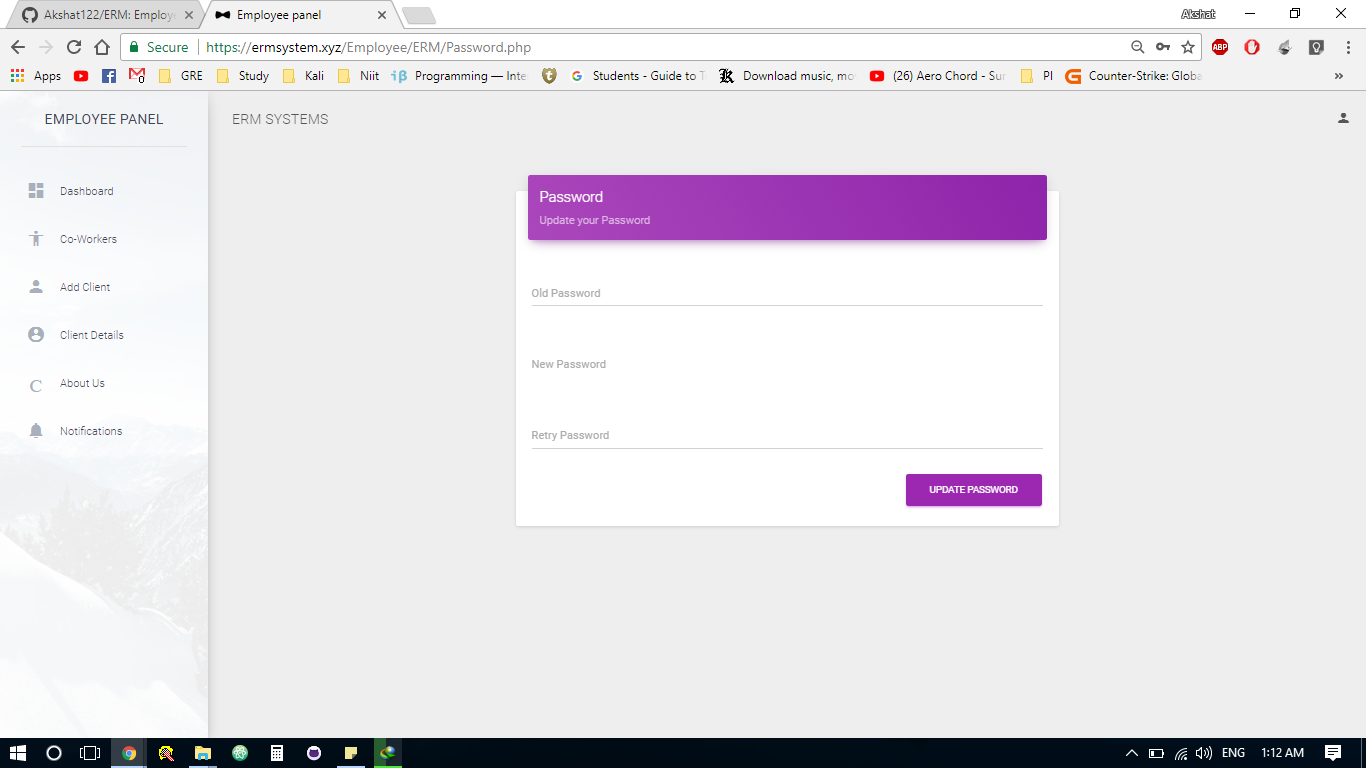 Akshat122/ERM: Employe
Employee panel
Akshat
Secure
https://ermsystem.xyz/Employee/ERM/Password.php
ABP
Apps
GRE
Study
Kali
Niit
Programming — Inte
Students - Guide to T
Download music, mo
(26) Aero Chord - Sur
PI
Counter-Strike: Globa
»
EMPLOYEE PANEL
ERM SYSTEMS
Dashboard
Co-Workers
Add Client
Client Details
C
About Us
Notifications
Password
Update your Password
Old Password
New Password
Retry Password
UPDATE PASSWORD
ENG
1:12 AM